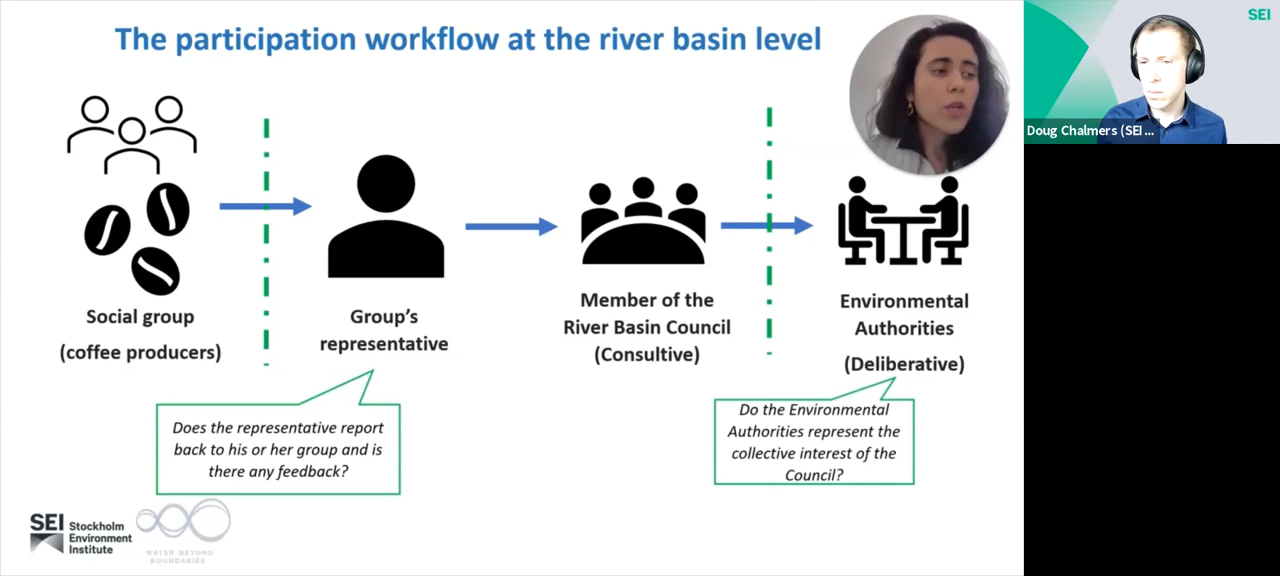 The participation workflow at the river basin level
SEI
Doug Chalmers (SEI ...
Social group
(coffee producers)
Group's
representative
Member of the
River Basin Council
(Consultive)
Environmental
Authorities
(Deliberative)
Does the representative report
back to his or her group and is
there any feedback?
Do the Environmental
Authorities represent the
collective interest of the
Council?
SEI Stockholm
Environment
Institute
WATER BEYOND
BOUNDARIES